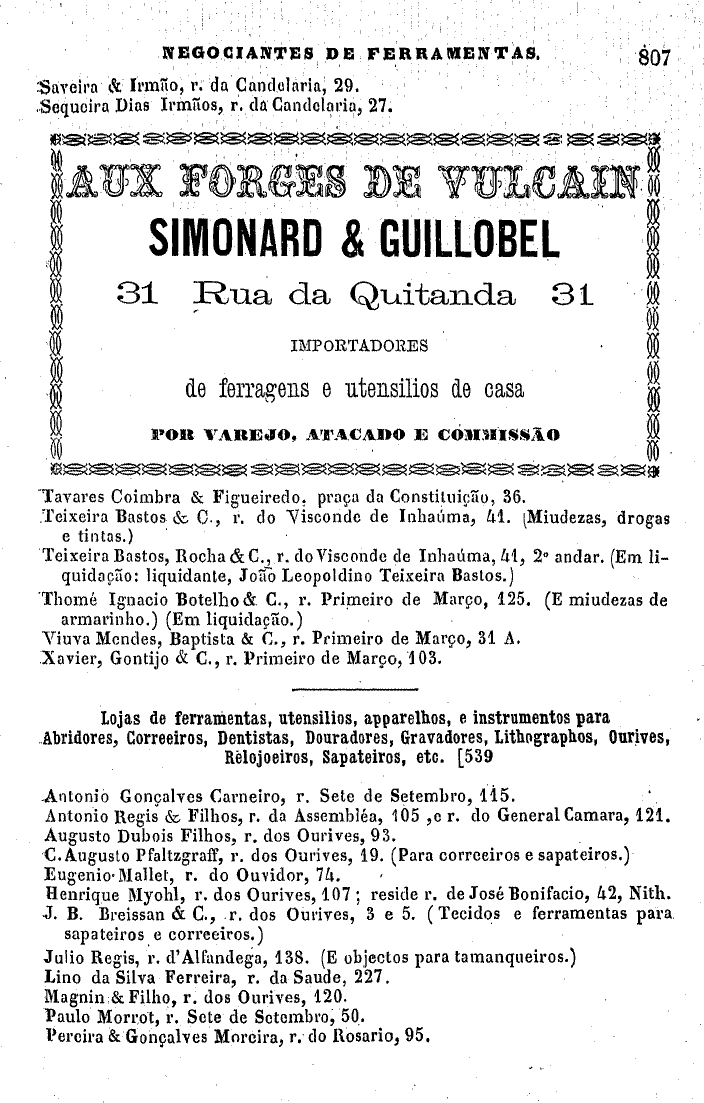 NEGOCIANTES DE FERRAMENTAS. 807
Saveira & Irmão, r. da Candelaria, 29.
Sequeira Dias Irmãos, r. da Candelaria, 27.
AUX FORGES DE VULCAIN
SIMONARD & GUILLOBEL
31 Rua da Quitanda 31
IMPORTADORES
de ferragens e utensilios de casa
POR VAREJO, ATACADO E COMMISSÃO
Tavares Coimbra & Figueiredo, praça da Constituição, 36.
Teixeira Bastos & C., r. do Visconde de Inhaúma, 41. (Miudezas, drogas
e tintas.)
Teixeira Bastos, Rocha & C., r. do Visconde de Inhaúma, 41, 2º andar. (Em li-
quidação: liquidante, João Leopoldino Teixeira Bastos.)
Thomé Ignacio Botelho & C., r. Primeiro de Março, 125. (E miudezas de
armarinho.) (Em liquidação.)
Viuva Mendes, Baptista & C., r. Primeiro de Março, 31 A.
Xavier, Gontijo & C., r. Primeiro de Março, 103.
Lojas de ferramentas, utensilios, apparelhos, e instrumentos para
Abridores, Correeiros, Dentistas, Douradores, Gravadores, Lithographos, Ourives,
Relojoeiros, Sapateiros, etc. [539
Antonio Gonçalves Carneiro, r. Sete de Setembro, 115.
Antonio Regis & Filhos, r. da Assembléa, 105 ,e r. do General Camara, 121.
Augusto Dubois Filhos, r. dos Ourives, 93.
C. Augusto Pfaltzgraff, r. dos Ourives, 19. (Para correeiros e sapateiros.)
Eugenio Mallet, r. do Ouvidor, 74.
Henrique Myohl, r. dos Ourives, 107 ; reside r. de José Bonifacio, 42, Nith.
J. B. Breissan & C., r. dos Ourives, 3 e 5. (Tecidos e ferramentas para
sapateiros e correeiros.)
Julio Regis, r. d'Alfandega, 138. (E objectos para tamanqueiros.)
Lino da Silva Ferreira, r. da Saude, 227.
Magnin & Filho, r. dos Ourives, 120.
Paulo Morrot, r. Sete de Setembro, 50.
Pereira & Gonçalves Moreira, r. do Rosario, 95.